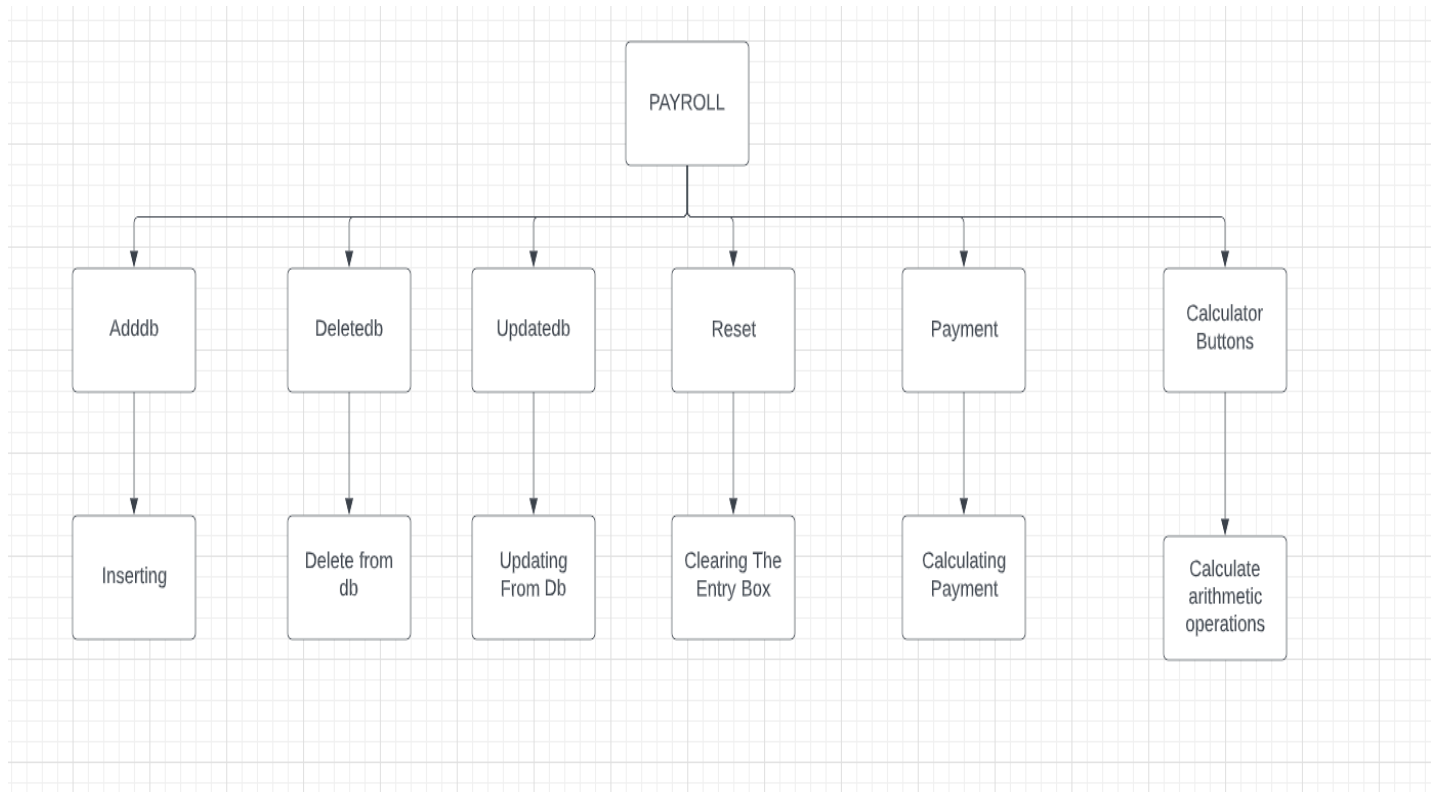 PAYROLL
Adddb
Deletedb
Updatedb
Reset
Payment
Calculator
Buttons
Inserting
Delete from
db
Updating
From Db
Clearing The
Entry Box
Calculating
Payment
Calculate
arithmetic
operations